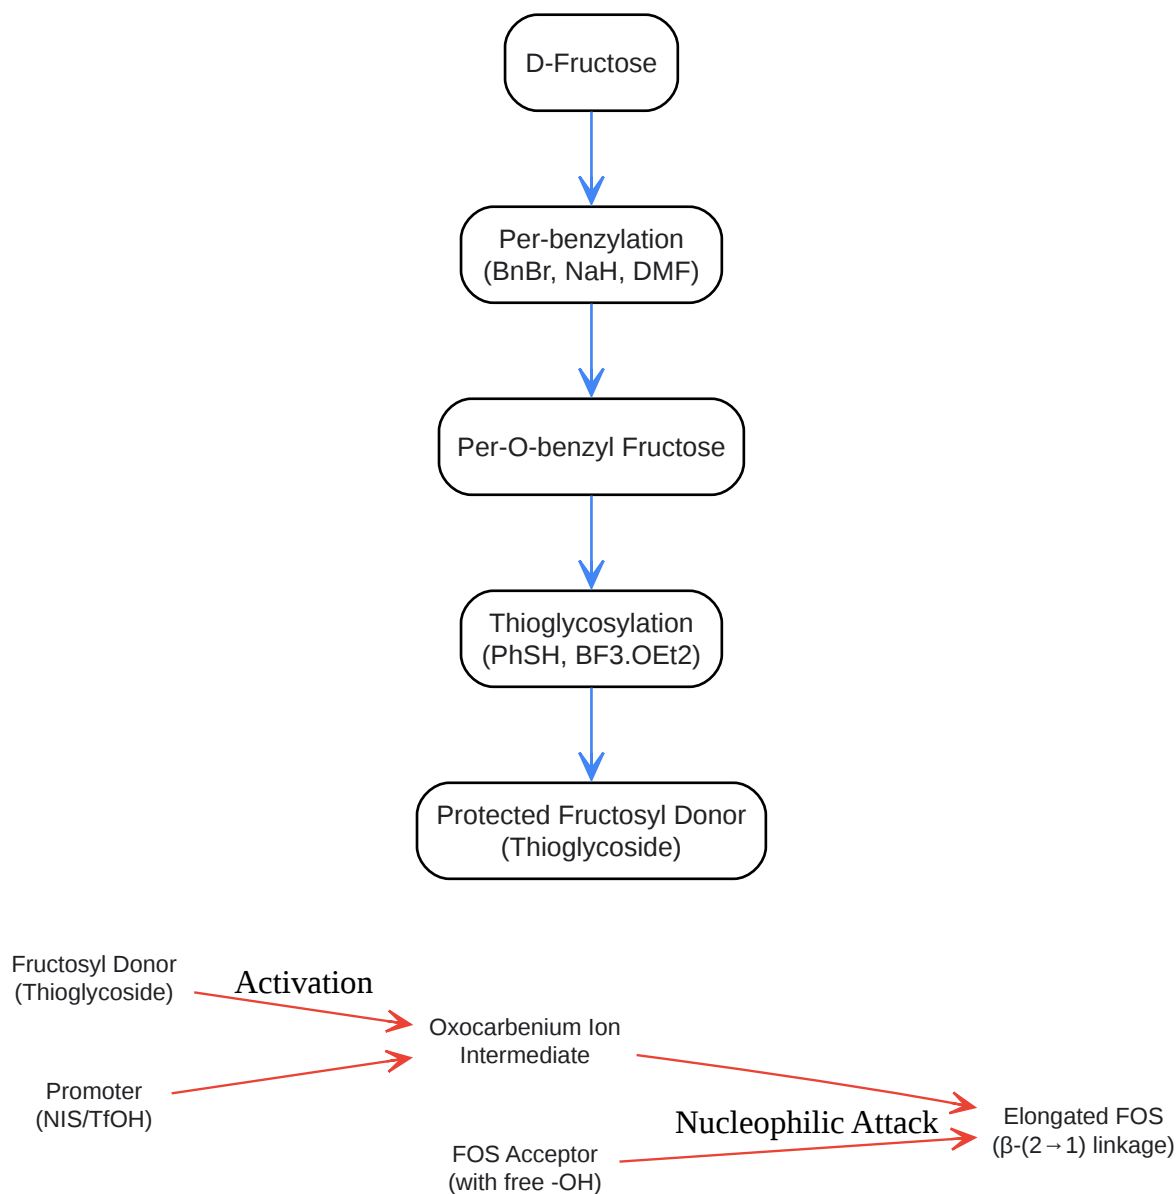 D-Fructose
Per-benzylation
(BnBr, NaH, DMF)
Per-O-benzyl Fructose
Thioglycosylation
(PhSH, BF3.OEt2)
Protected Fructosyl Donor
(Thioglycoside)
Fructosyl Donor
(Thioglycoside)
Activation
Oxocarbenium Ion
Intermediate
Promoter
(NIS/TfOH)
Nucleophilic Attack
FOS Acceptor
(with free -OH)
Elongated FOS
(β-(2→1) linkage)